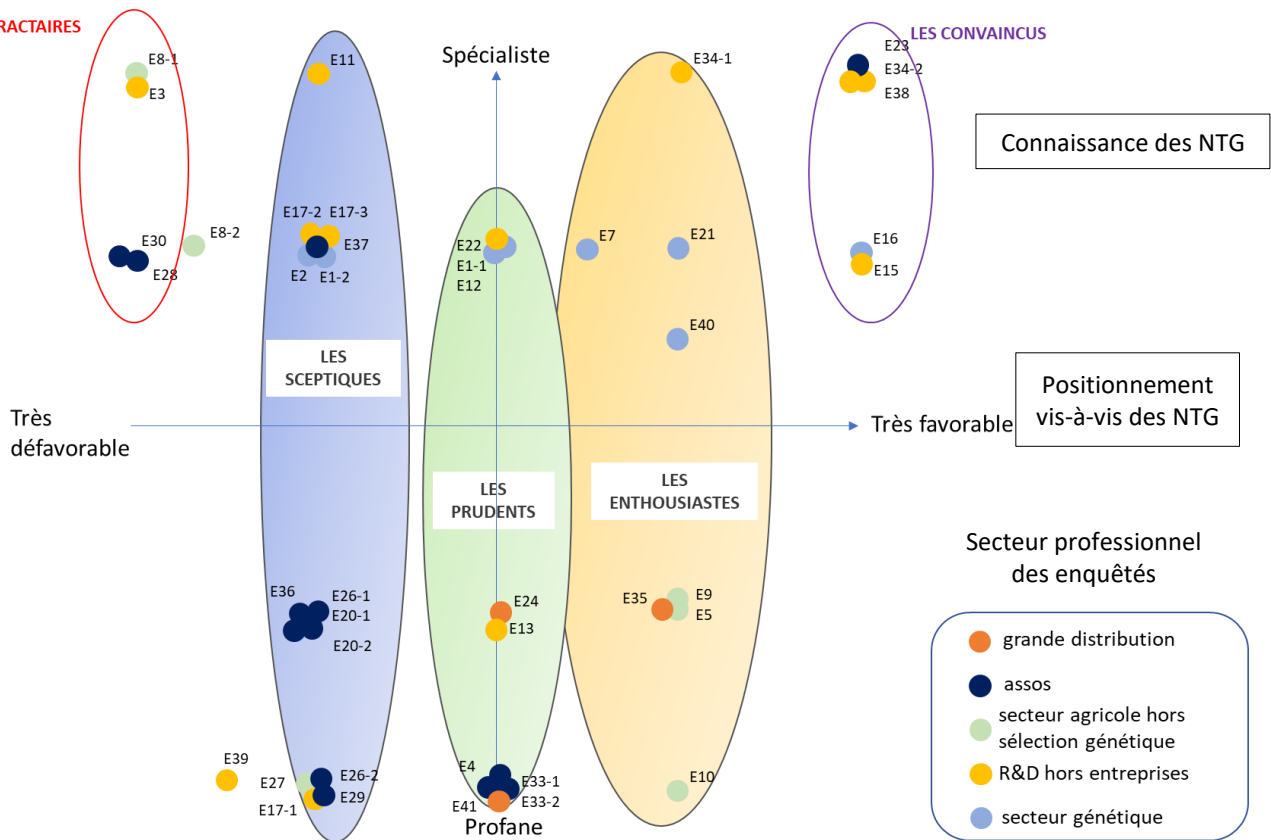 RACTAIRES
E8-1
E3
E30
E28
E8-2
E11
E17-2 E17-3
E37
E2 E1-2
LES
SCEPTIQUES
E36
E26-1
E20-1
E20-2
E39
E27
E17-1
E26-2
E29
Spécialiste
E22
E1-1
E12
LES
PRUDENTS
E24
E13
E4
E33-1
E33-2
E41
Profane
E34-1
E7
E21
E40
LES
ENTHOUSIASTES
E35
E9
E5
E10
LES CONVAINCUS
E23
E34-2
E38
E16
E15
Très
défavorable
Très favorable
Connaissance des NTG
Positionnement
vis-à-vis des NTG
Secteur professionnel
des enquêtés
grande distribution
assos
secteur agricole hors
sélection génétique
R&D hors entreprises
secteur génétique